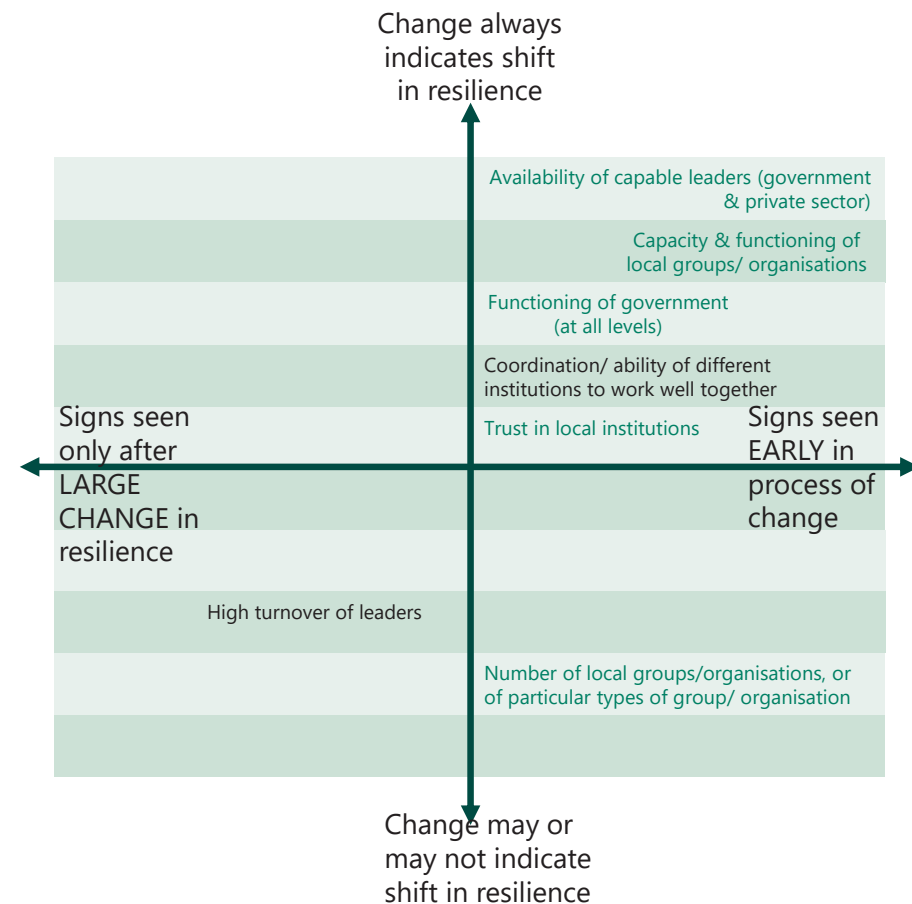 Change always
indicates shift
in resilience
Availability of capable leaders (government
& private sector)
Capacity & functioning of
local groups/ organisations
Functioning of government
(at all levels)
Coordination/ ability of different
institutions to work well together
Trust in local institutions
Signs seen
only after
LARGE
CHANGE in
resilience
Signs seen
EARLY in
process of
change
High turnover of leaders
Number of local groups/organisations, or
of particular types of group/ organisation
Change may or
may not indicate
shift in resilience